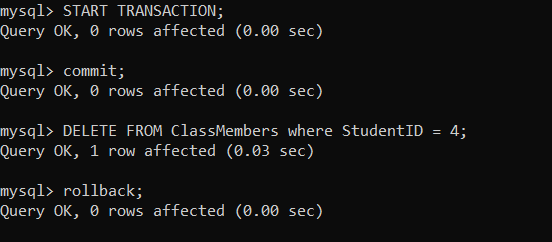 mysql> START TRANSACTION;
Query OK, 0 rows affected (0.00 sec)
mysql> commit;
Query OK, 0 rows affected (0.00 sec)
mysql> DELETE FROM ClassMembers where StudentID = 4;
Query OK, 1 row affected (0.03 sec)
mysql> rollback;
Query OK, 0 rows affected (0.00 sec)